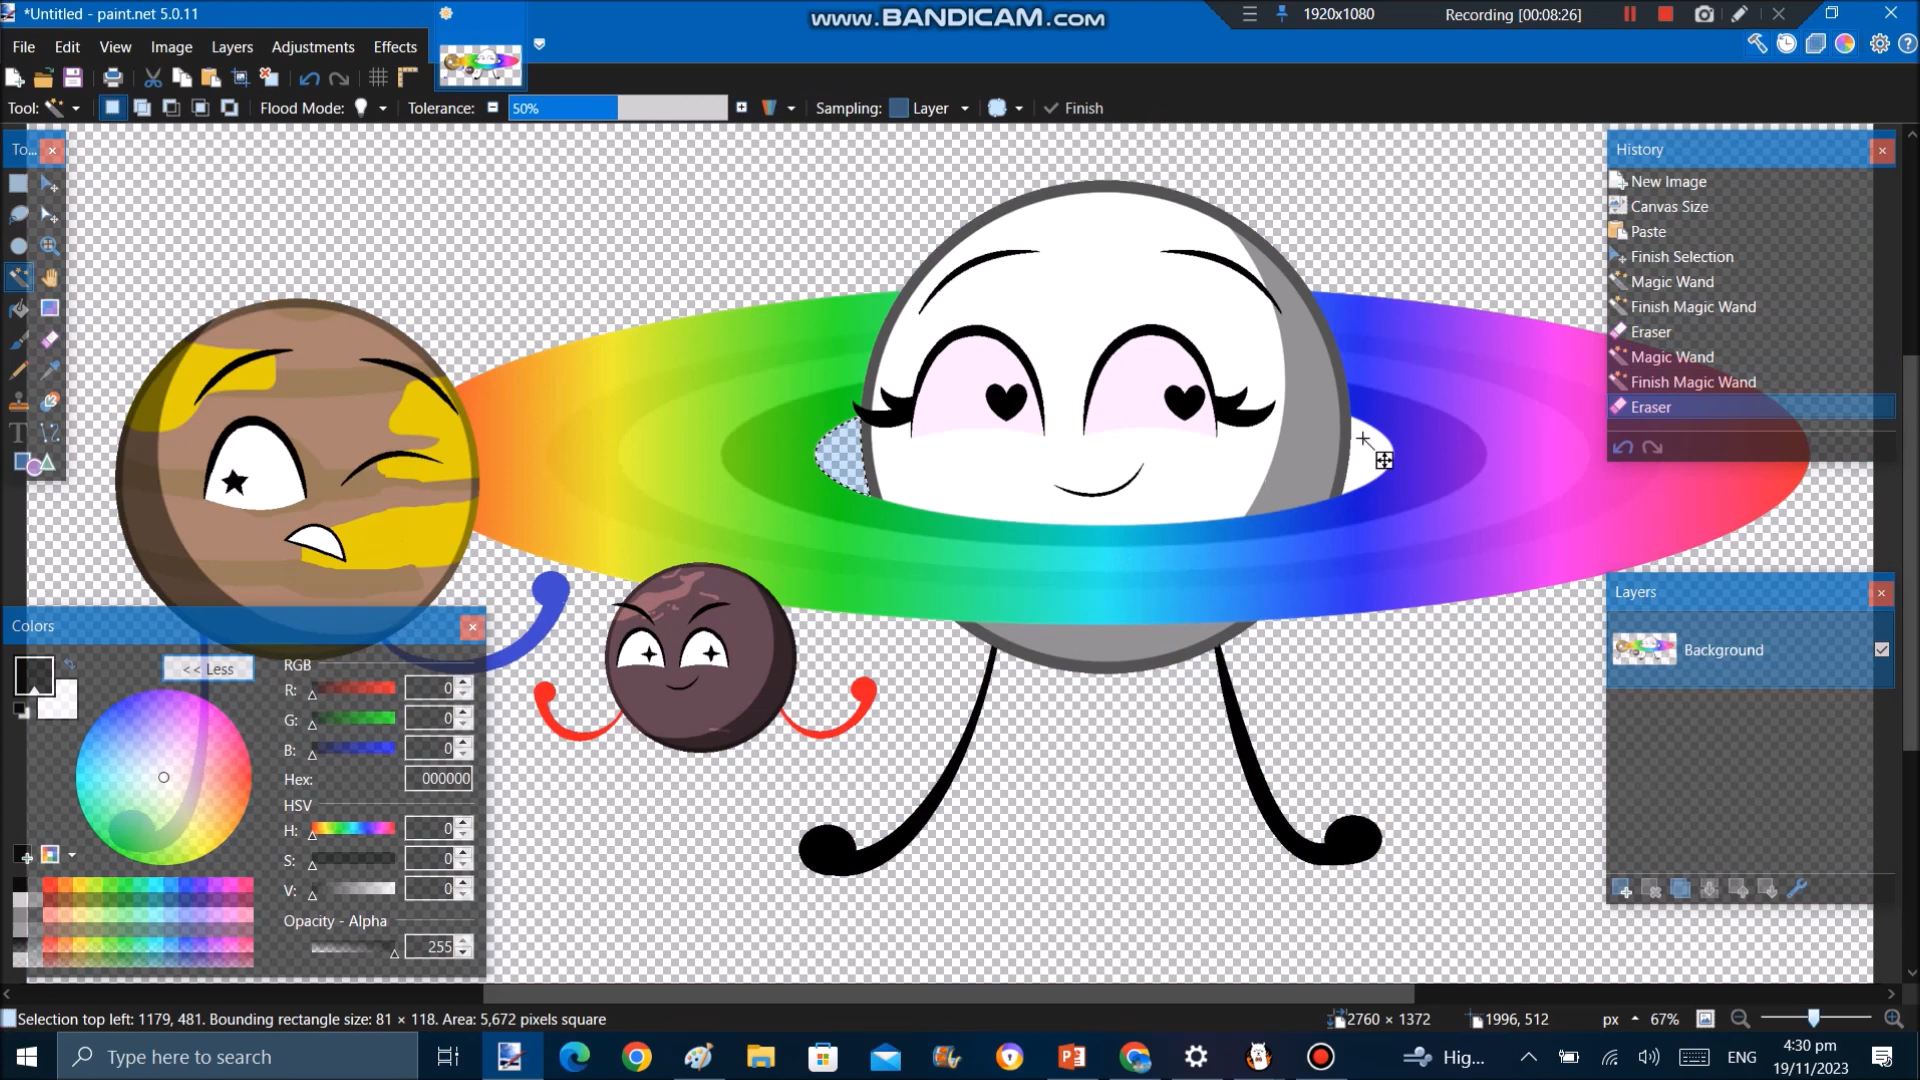 *Untitled - paint.net 5.0.11
www.BANDICAM.com
1920x1080
Recording [00:08:26]
File Edit View Image Layers Adjustments Effects
Tool: Flood Mode: Tolerance: 50% Sampling: Layer Finish
To...
History
New Image
Canvas Size
Paste
Finish Selection
Magic Wand
Finish Magic Wand
Eraser
Magic Wand
Finish Magic Wand
Eraser
Layers
Background
Colors
<< Less
RGB
R: 0
G: 0
B: 0
Hex: 000000
HSV
H: 0
S: 0
V: 0
Opacity - Alpha
255
Selection top left: 1179, 481. Bounding rectangle size: 81 × 118. Area: 5,672 pixels square
2760 × 1372
1996, 512
px
67%
Type here to search
Hig...
ENG
4:30 pm
19/11/2023